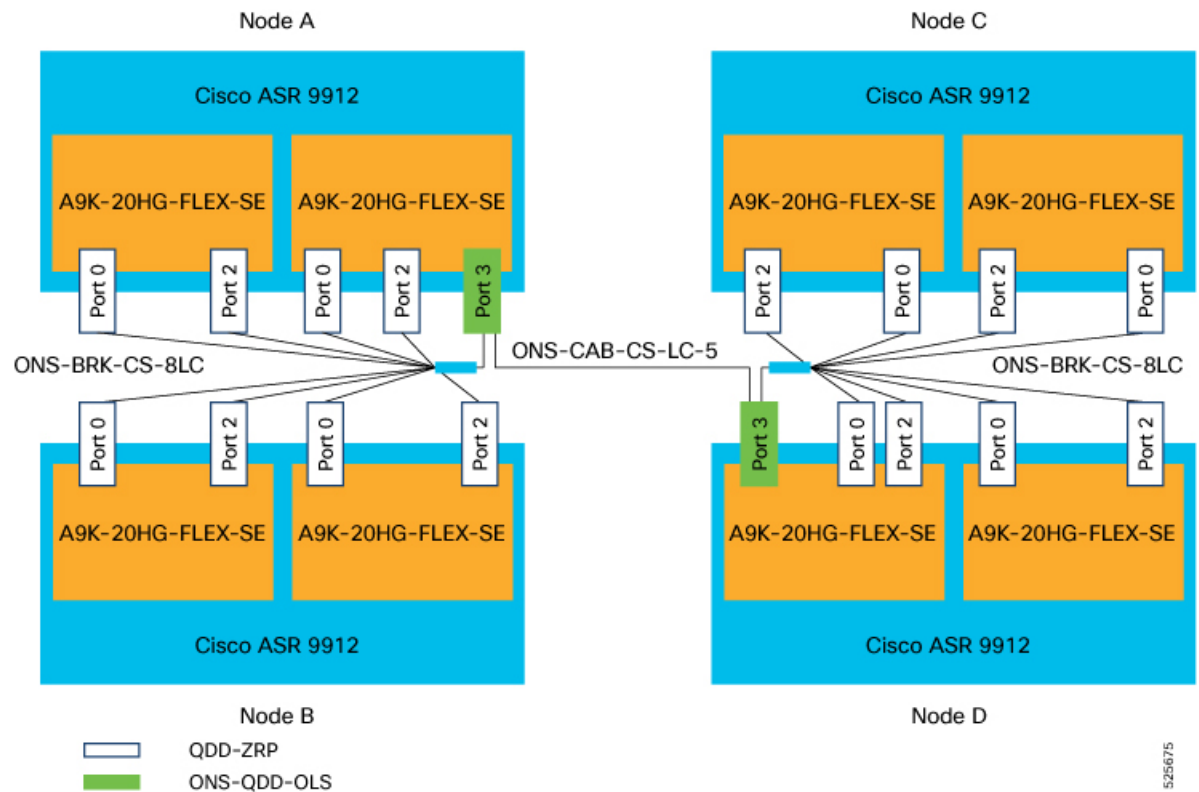 Node A
Node C
Cisco ASR 9912
Cisco ASR 9912
A9K-20HG-FLEX-SE
A9K-20HG-FLEX-SE
A9K-20HG-FLEX-SE
A9K-20HG-FLEX-SE
Port 0
Port 2
Port 0
Port 2
Port 3
Port 2
Port 0
Port 2
Port 0
ONS-BRK-CS-8LC
ONS-CAB-CS-LC-5
ONS-BRK-CS-8LC
Port 0
Port 2
Port 0
Port 2
Port 3
Port 0
Port 2
Port 0
Port 2
A9K-20HG-FLEX-SE
A9K-20HG-FLEX-SE
A9K-20HG-FLEX-SE
A9K-20HG-FLEX-SE
Cisco ASR 9912
Cisco ASR 9912
Node B
Node D
QDD-ZRP
ONS-QDD-OLS
525675